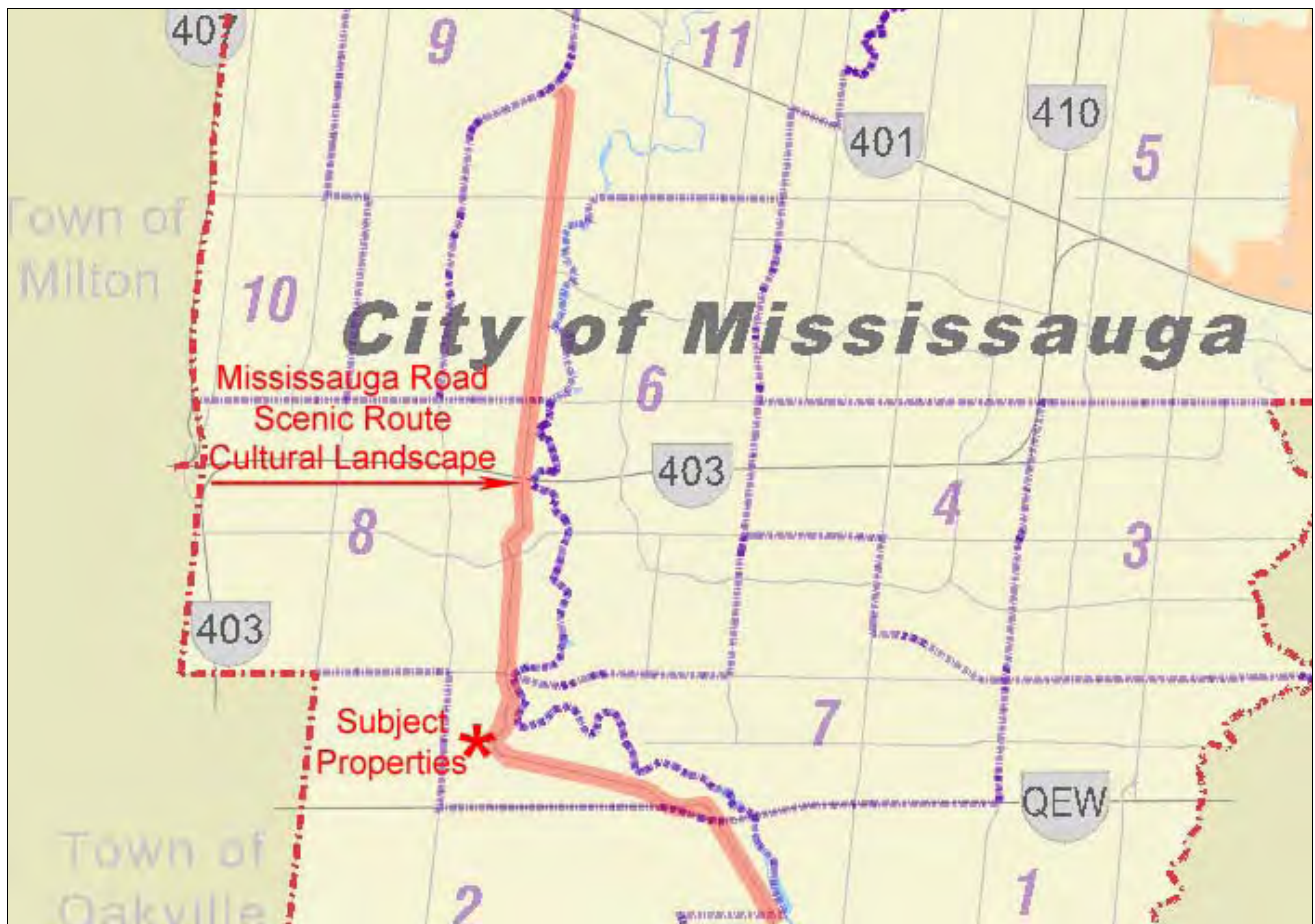 407
9
11
401
410
5
Town of
Milton
10
City of Mississauga
Mississauga Road
Scenic Route
Cultural Landscape
6
403
8
4
3
403
Subject
Properties
*
7
QEW
Town of
Oakville
2
1